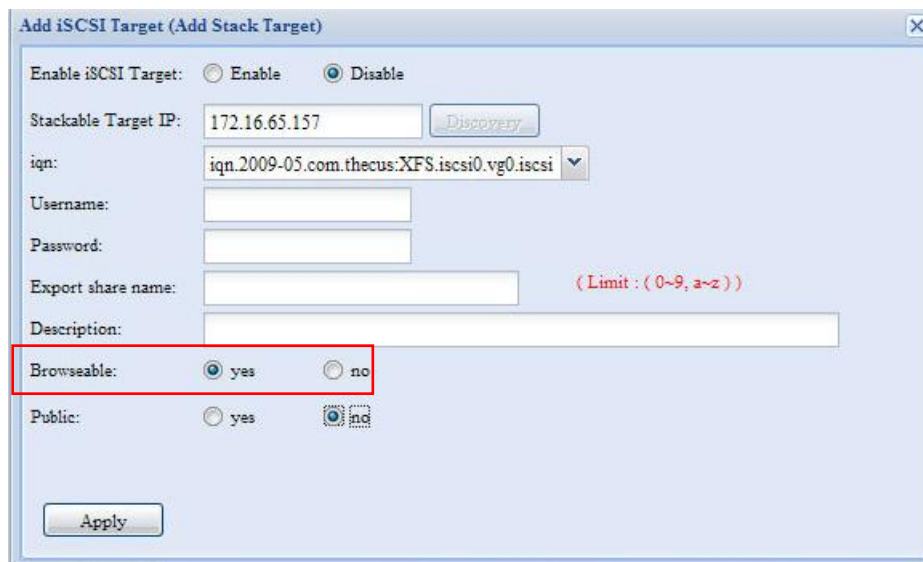 Add iSCSI Target (Add Stack Target)
Enable iSCSI Target: Enable Disable
Stackable Target IP: 172.16.65.157 Discovery
iqn: iqn.2009-05.com.thecus:XFS.iscsi0.vg0.iscsi
Username:
Password:
Export share name: ( Limit : ( 0~9, a~z ) )
Description:
Browseable: yes no
Public: yes no
Apply